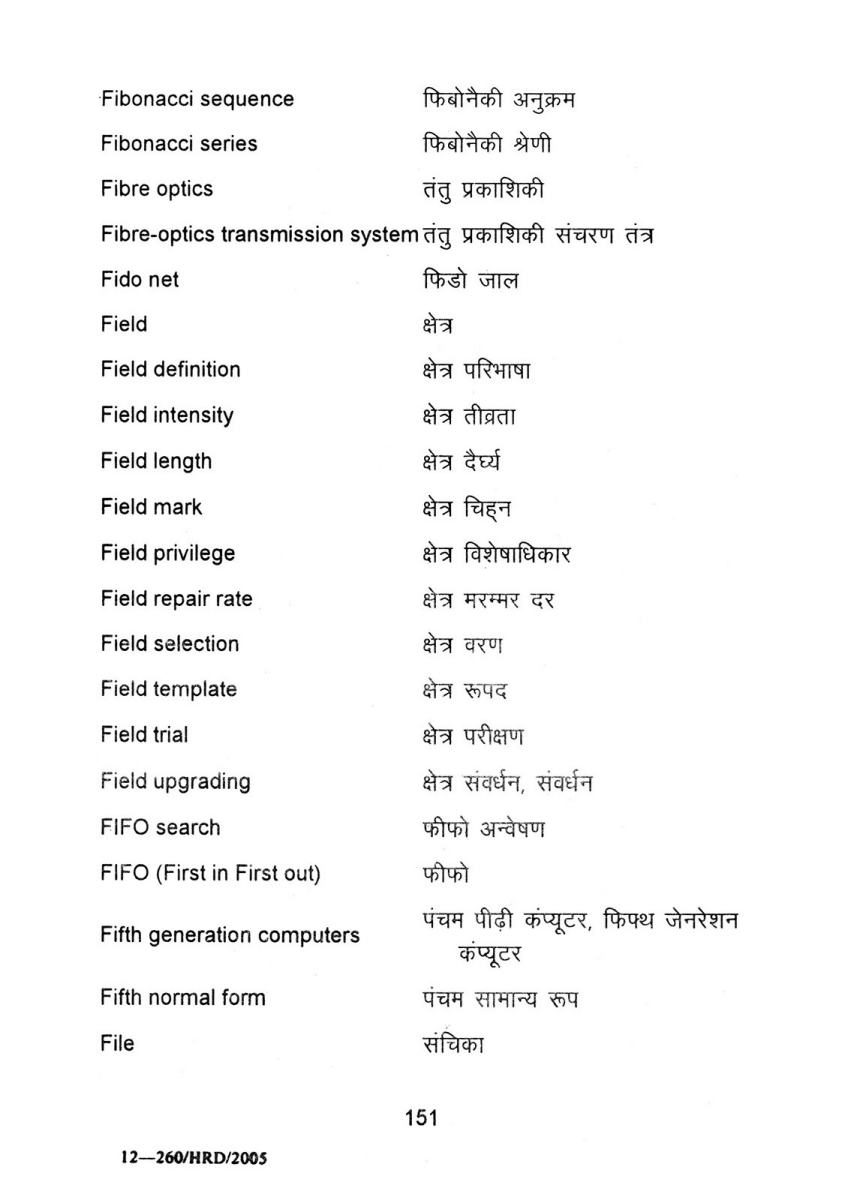 Fibonacci sequence फिबोनैकी अनुक्रम
Fibonacci series फिबोनैकी श्रेणी
Fibre optics तंतु प्रकाशिकी
Fibre-optics transmission system तंतु प्रकाशिकी संचरण तंत्र
Fido net फिडो जाल
Field क्षेत्र
Field definition क्षेत्र परिभाषा
Field intensity क्षेत्र तीव्रता
Field length क्षेत्र दैर्घ्य
Field mark क्षेत्र चिह्न
Field privilege क्षेत्र विशेषाधिकार
Field repair rate क्षेत्र मरम्मर दर
Field selection क्षेत्र वरण
Field template क्षेत्र रूपद
Field trial क्षेत्र परीक्षण
Field upgrading क्षेत्र संवर्धन, संवर्धन
FIFO search फीफो अन्वेषण
FIFO (First in First out) फीफो
Fifth generation computers पंचम पीढ़ी कंप्यूटर, फिफ्थ जेनरेशन
कंप्यूटर
Fifth normal form पंचम सामान्य रूप
File संचिका
151
12—260/HRD/2005